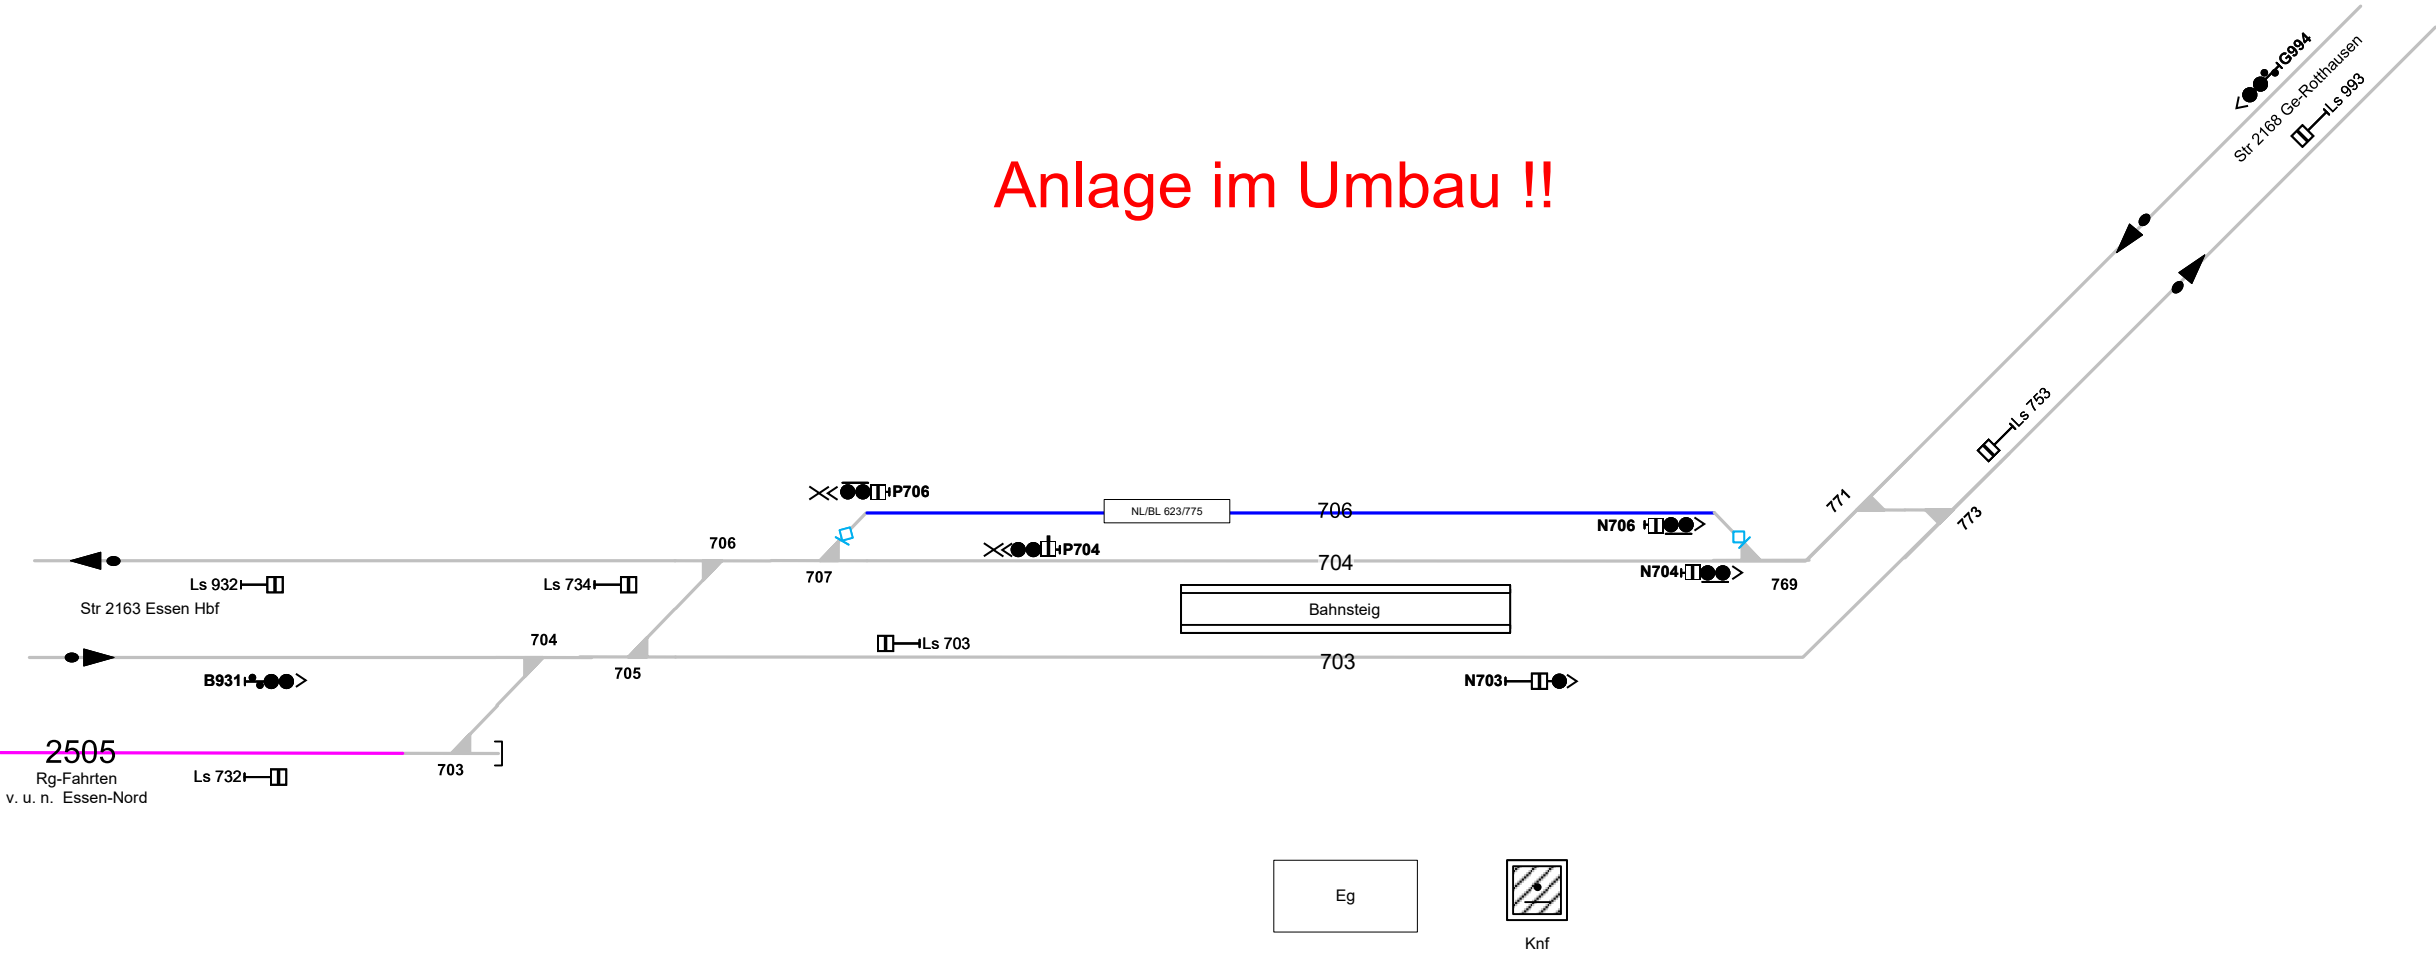 G994
Str 2168 Ge-Rotthausen
Ls 993
Anlage im Umbau !!
Ls 753
771
773
P706
NL/BL 623/775
706
N706
706
P704
707
704
N704
769
Ls 932
Ls 734
Str 2163 Essen Hbf
Bahnsteig
704
Ls 703
705
703
B931
N703
2505
703
Ls 732
Rg-Fahrten
v. u. n. Essen-Nord
Eg
Knf